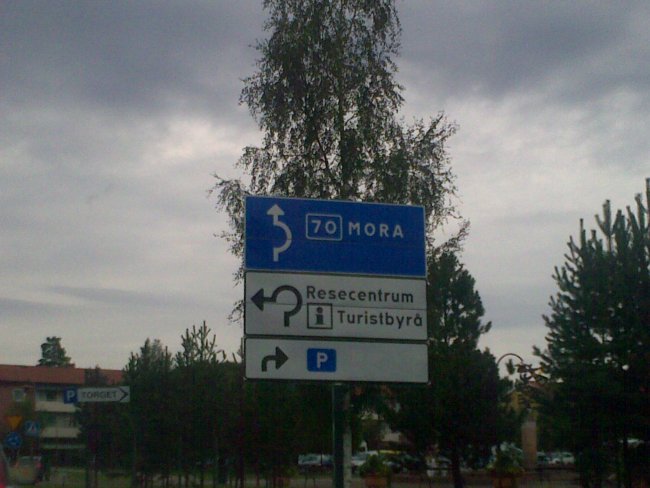 70 MORA
Resecentrum
i Turistbyrå
P
P TORGET